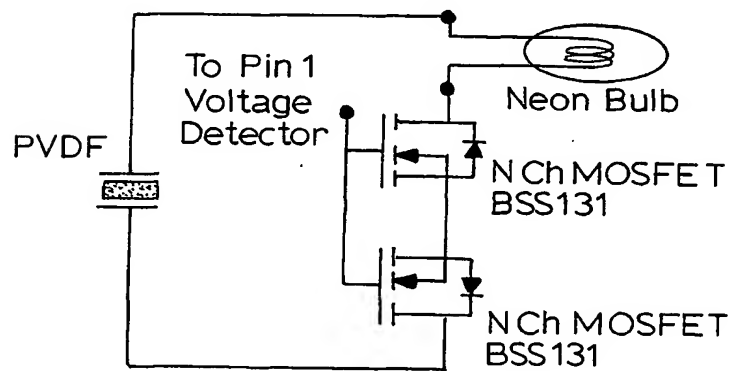 To Pin 1
Voltage
Detector
Neon Bulb
PVDF
N Ch MOSFET
BSS131
N Ch MOSFET
BSS131